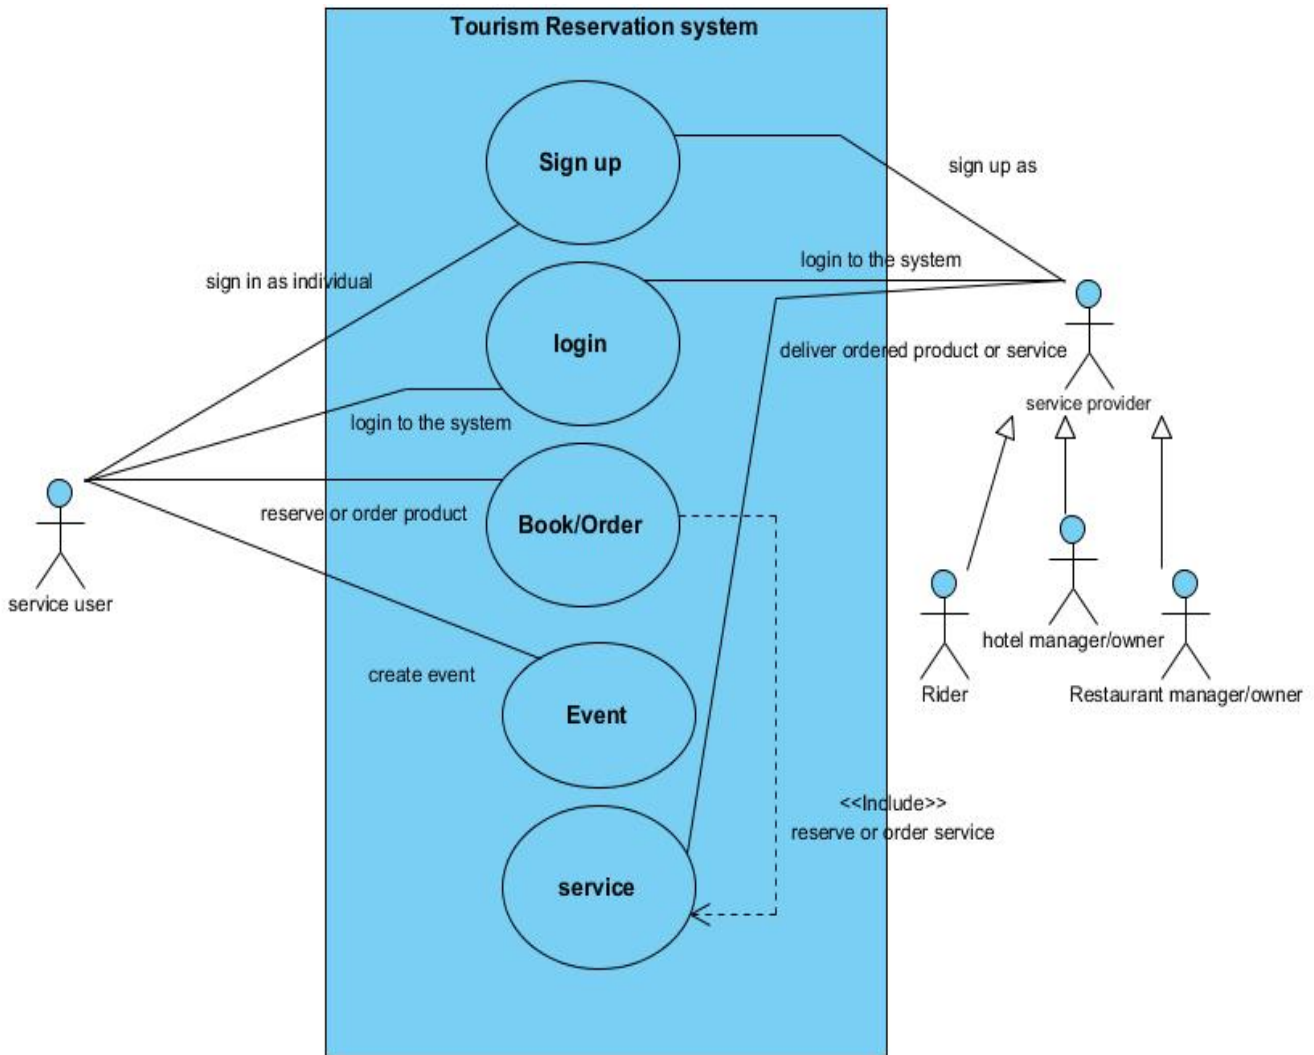 Tourism Reservation system
Sign up
sign up as
login to the system
sign in as individual
login
deliver ordered product or service
service provider
login to the system
reserve or order product
Book/Order
service user
hotel manager/owner
Rider
Restaurant manager/owner
create event
Event
<<Include>>
reserve or order service
service